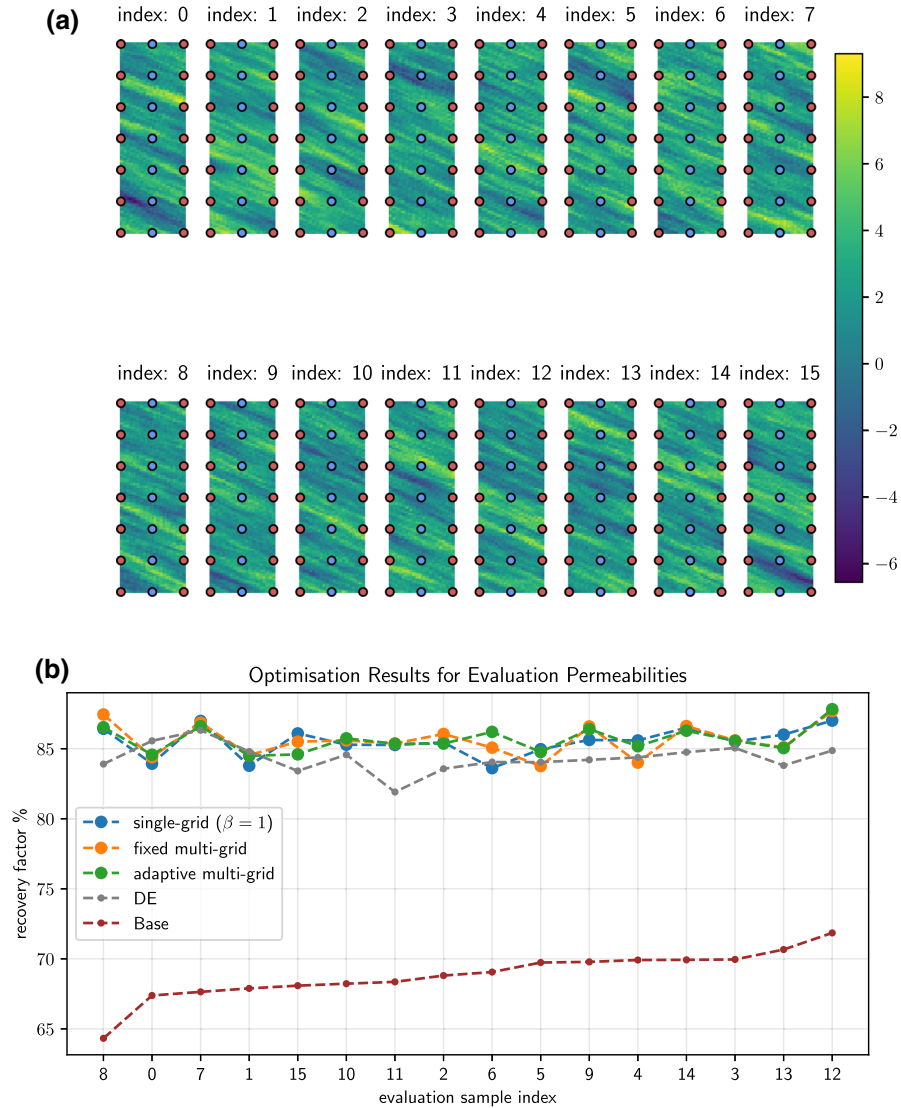 (a)
index: 0 index: 1 index: 2 index: 3 index: 4 index: 5 index: 6 index: 7
8
6
4
2
0
−2
−4
−6
index: 8 index: 9 index: 10 index: 11 index: 12 index: 13 index: 14 index: 15
(b)
Optimisation Results for Evaluation Permeabilities
recovery factor %
85
80
75
70
65
single-grid (β = 1)
fixed multi-grid
adaptive multi-grid
DE
Base
8 0 7 1 15 10 11 2 6 5 9 4 14 3 13 12
evaluation sample index